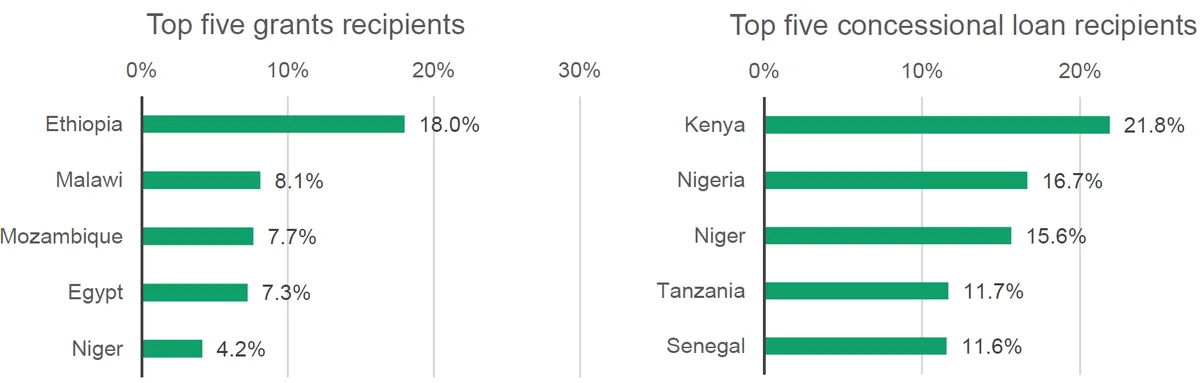 Top five grants recipients
0% 10% 20% 30%
Ethiopia 18.0%
Malawi 8.1%
Mozambique 7.7%
Egypt 7.3%
Niger 4.2%
Top five concessional loan recipients
0% 10% 20%
Kenya 21.8%
Nigeria 16.7%
Niger 15.6%
Tanzania 11.7%
Senegal 11.6%